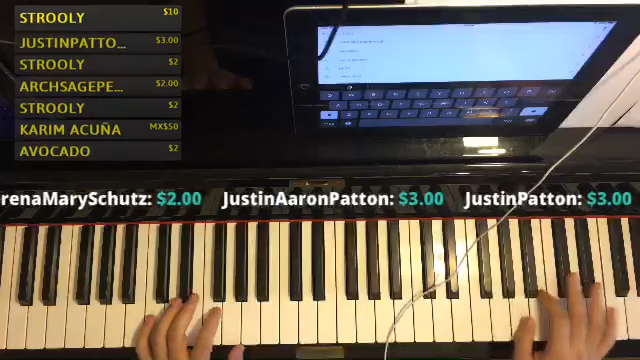 STROOLY $10
JUSTINPATTO... $3.00
STROOLY $2
ARCHSAGEPE... $2.00
STROOLY $2
KARIM ACUÑA MX$50
AVOCADO $2
renaMarySchutz: $2.00 JustinAaronPatton: $3.00 JustinPatton: $3.00